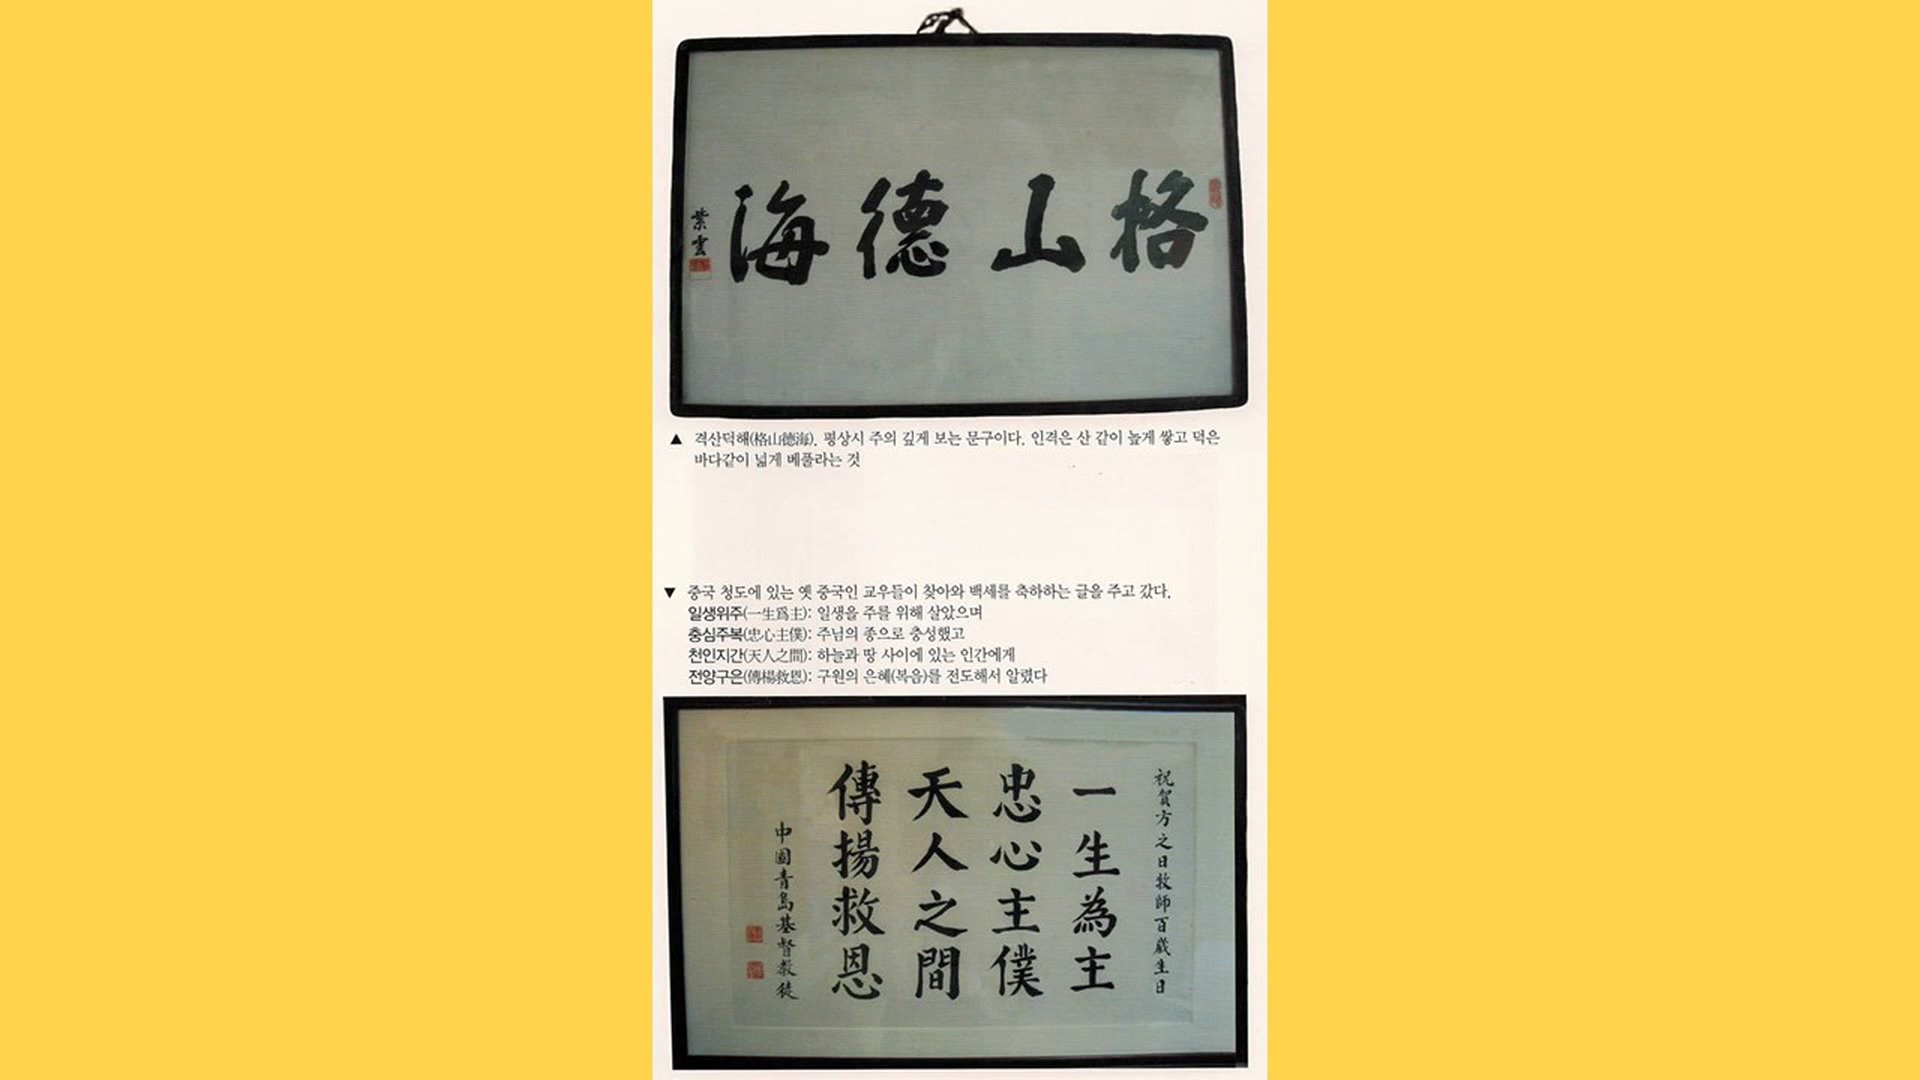 格山德海
紫雲
▲ 격산덕해(格山德海). 평상시 주의 깊게 보는 문구이다. 인격은 산 같이 높게 쌓고 덕은
바다같이 넓게 베풀라는 것
▼ 중국 청도에 있는 옛 중국인 교우들이 찾아와 백세를 축하하는 글을 주고 갔다.
일생위주(一生爲主): 일생을 주를 위해 살았으며
충심주복(忠心主僕): 주님의 종으로 충성했고
천인지간(天人之間): 하늘과 땅 사이에 있는 인간에게
전양구은(傳楊救恩): 구원의 은혜(복음)를 전도해서 알렸다
祝賀方之日牧師百歲生日
一生為主
忠心主僕
天人之間
傳揚救恩
中國青島基督教徒